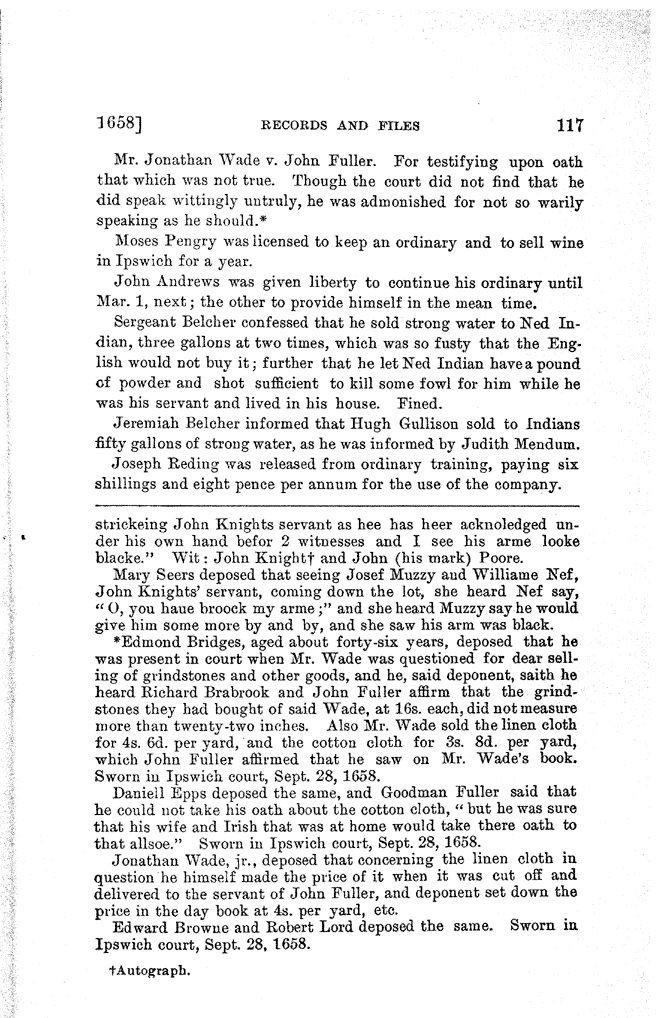 1658] RECORDS AND FILES 117
Mr. Jonathan Wade v. John Fuller. For testifying upon oath
that which was not true. Though the court did not find that he
did speak wittingly untruly, he was admonished for not so warily
speaking as he should.*
Moses Pengry was licensed to keep an ordinary and to sell wine
in Ipswich for a year.
John Andrews was given liberty to continue his ordinary until
Mar. 1, next; the other to provide himself in the mean time.
Sergeant Belcher confessed that he sold strong water to Ned In-
dian, three gallons at two times, which was so fusty that the Eng-
lish would not buy it; further that he let Ned Indian have a pound
of powder and shot sufficient to kill some fowl for him while he
was his servant and lived in his house. Fined.
Jeremiah Belcher informed that Hugh Gullison sold to Indians
fifty gallons of strong water, as he was informed by Judith Mendum.
Joseph Reding was released from ordinary training, paying six
shillings and eight pence per annum for the use of the company.
strickeing John Knights servant as hee has heer acknoledged un-
der his own hand befor 2 witnesses and I see his arme looke
blacke." Wit: John Knight† and John (his mark) Poore.
Mary Seers deposed that seeing Josef Muzzy and Williame Nef,
John Knights' servant, coming down the lot, she heard Nef say,
"O, you haue broock my arme;" and she heard Muzzy say he would
give him some more by and by, and she saw his arm was black.
*Edmond Bridges, aged about forty-six years, deposed that he
was present in court when Mr. Wade was questioned for dear sell-
ing of grindstones and other goods, and he, said deponent, saith he
heard Richard Brabrook and John Fuller affirm that the grind-
stones they had bought of said Wade, at 16s. each, did not measure
more than twenty-two inches. Also Mr. Wade sold the linen cloth
for 4s. 6d. per yard, and the cotton cloth for 3s. 8d. per yard,
which John Fuller affirmed that he saw on Mr. Wade's book.
Sworn in Ipswich court, Sept. 28, 1658.
Daniell Epps deposed the same, and Goodman Fuller said that
he could not take his oath about the cotton cloth, "but he was sure
that his wife and Irish that was at home would take there oath to
that allsoe." Sworn in Ipswich court, Sept. 28, 1658.
Jonathan Wade, jr., deposed that concerning the linen cloth in
question he himself made the price of it when it was cut off and
delivered to the servant of John Fuller, and deponent set down the
price in the day book at 4s. per yard, etc.
Edward Browne and Robert Lord deposed the same. Sworn in
Ipswich court, Sept. 28, 1658.
†Autograph.